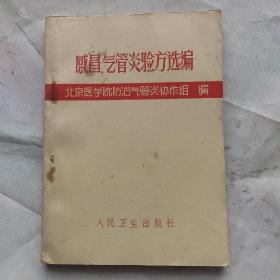 感冒气管炎验方选编
北京医学院防治气管炎协作组 编
人民卫生出版社